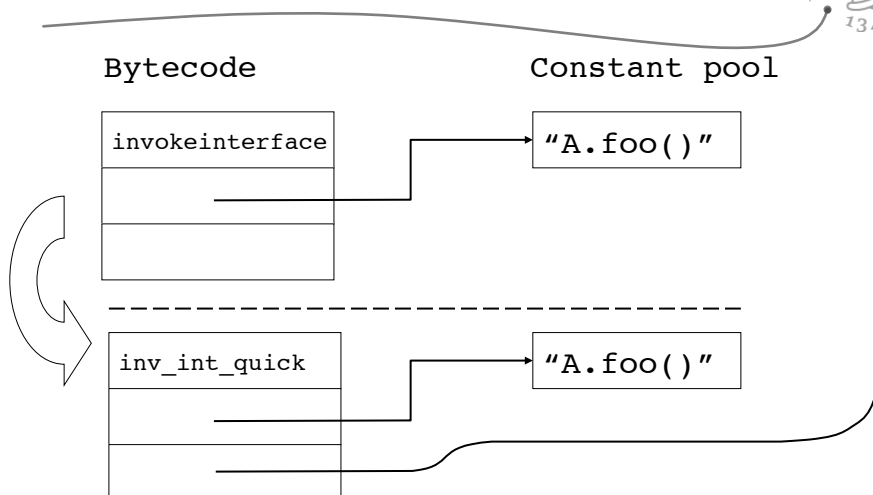 Bytecode Constant pool
invokeinterface “A.foo()”
inv_int_quick “A.foo()”